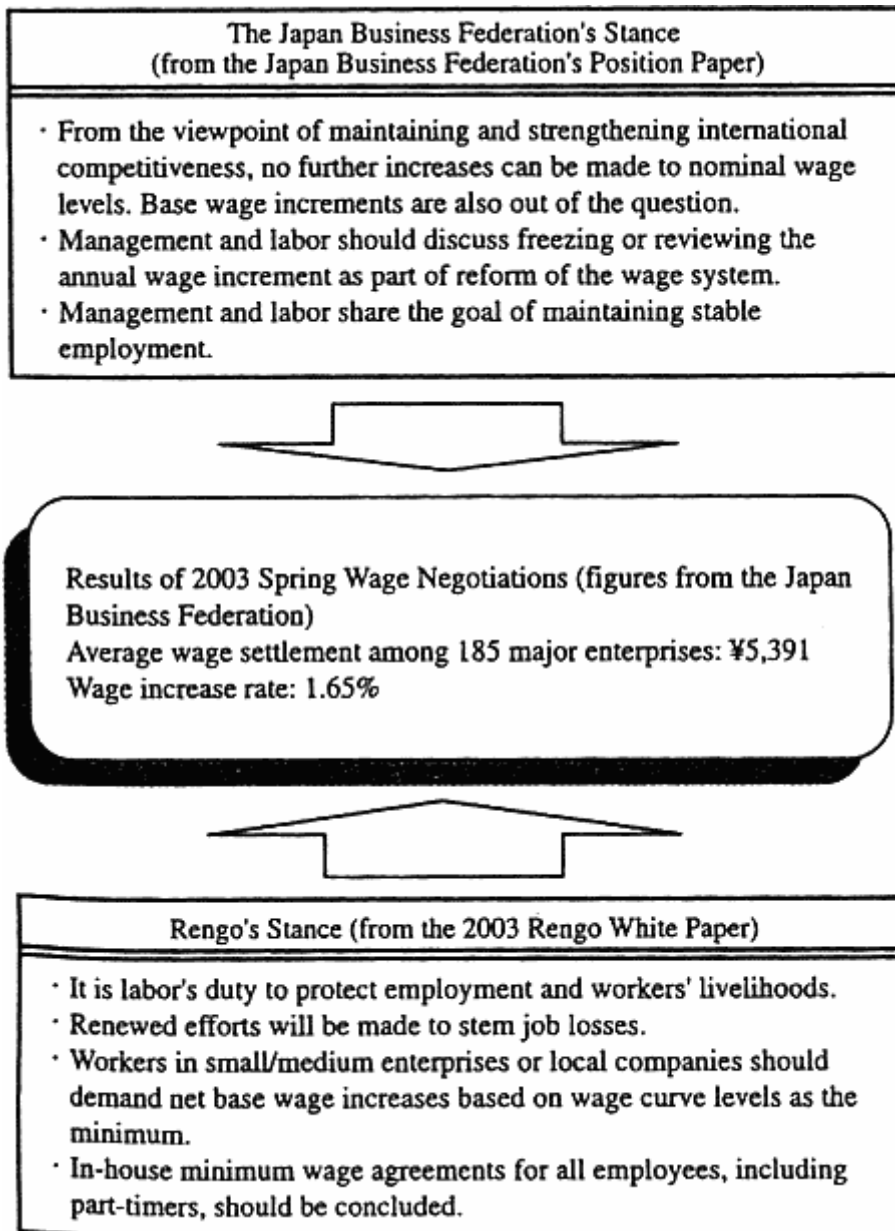 The Japan Business Federation's Stance
(from the Japan Business Federation's Position Paper)
· From the viewpoint of maintaining and strengthening international
competitiveness, no further increases can be made to nominal wage
levels. Base wage increments are also out of the question.
· Management and labor should discuss freezing or reviewing the
annual wage increment as part of reform of the wage system.
· Management and labor share the goal of maintaining stable
employment.
Results of 2003 Spring Wage Negotiations (figures from the Japan
Business Federation)
Average wage settlement among 185 major enterprises: ¥5,391
Wage increase rate: 1.65%
Rengo's Stance (from the 2003 Rengo White Paper)
· It is labor's duty to protect employment and workers' livelihoods.
· Renewed efforts will be made to stem job losses.
· Workers in small/medium enterprises or local companies should
demand net base wage increases based on wage curve levels as the
minimum.
· In-house minimum wage agreements for all employees, including
part-timers, should be concluded.